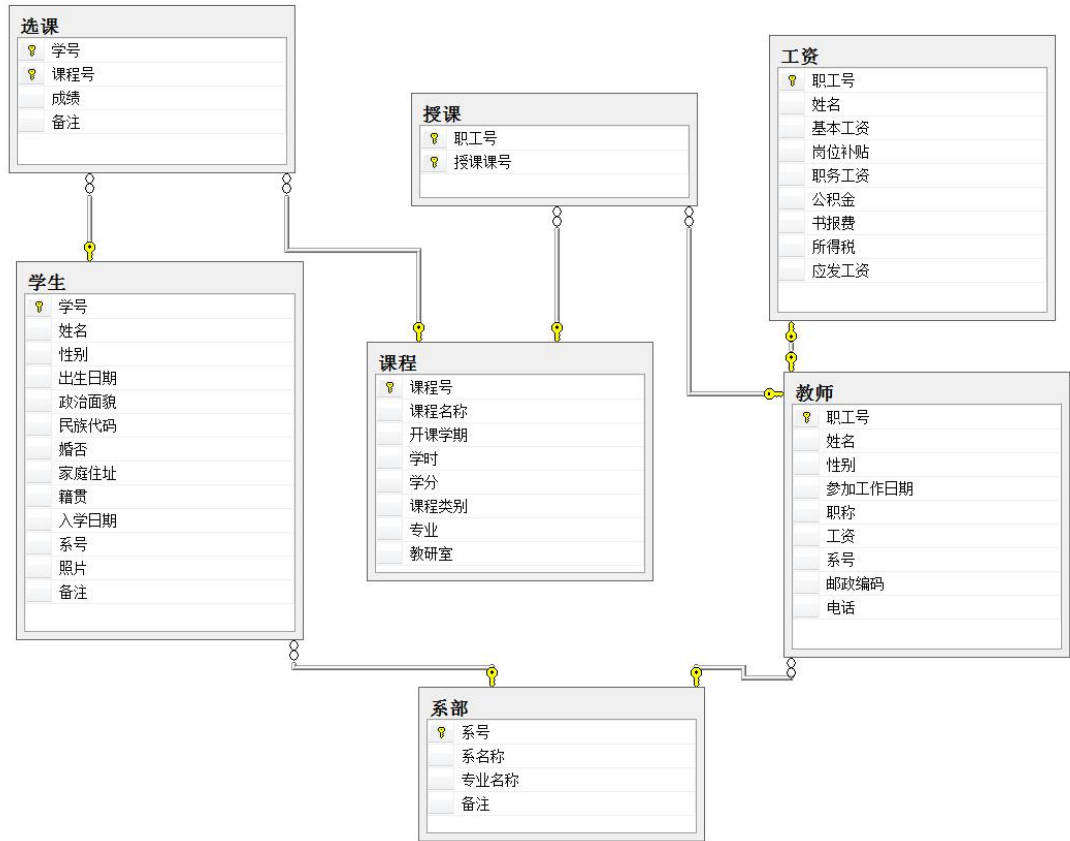 选课
学号
课程号
成绩
备注
授课
职工号
授课课号
工资
职工号
姓名
基本工资
岗位补贴
职务工资
公积金
书报费
所得税
应发工资
学生
学号
姓名
性别
出生日期
政治面貌
民族代码
婚否
家庭住址
籍贯
入学日期
系号
照片
备注
课程
课程号
课程名称
开课学期
学时
学分
课程类别
专业
教研室
教师
职工号
姓名
性别
参加工作日期
职称
工资
系号
邮政编码
电话
系部
系号
系名称
专业名称
备注